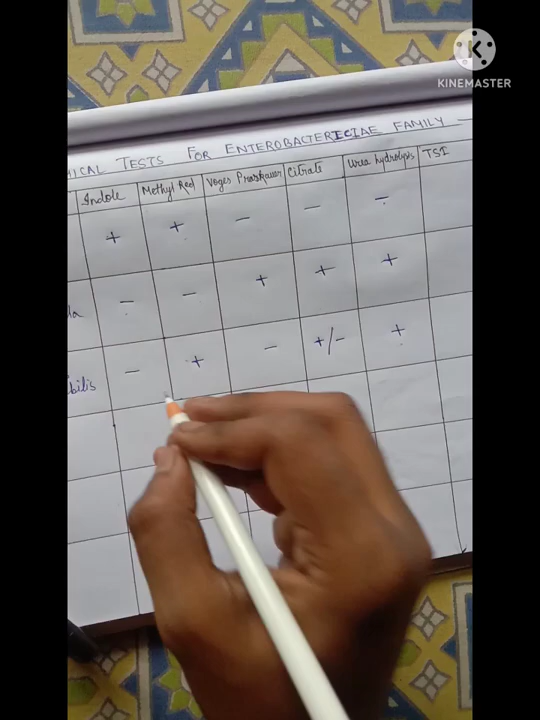 KINEMASTER
ICAL TESTS FOR ENTEROBACTERICIAE FAMILY
Indole Methyl Red Voges Proskauer Citrate Urea hydrolysis TSI
+ + - - -
la - - + + +
bilis - + - +/- +